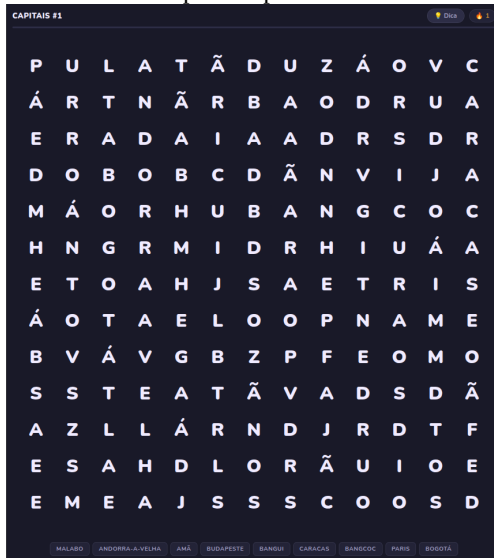 CAPITAIS #1
💡 Dica
🔥 1
P U L A T Ã D U Z Á O V C
Á R T N Ã R B A O D R U A
E R A D A I A A D R S D R
D O B O B C D Ã N V I J A
M Á O R H U B A N G C O C
H N G R M I D R H I U Á A
E T O A H J S A E T R I S
Á O T A E L O O P N A M E
B V Á V G B Z P F E O M O
S S T E A T Ã V A D S D Ã
A Z L L Á R N D J R D T F
E S A H D L O R Ã U I O E
E M E A J S S S C O O S D
MALABO ANDORRA-A-VELHA AMÃ BUDAPESTE BANGUI CARACAS BANGCOC PARIS BOGOTÁ